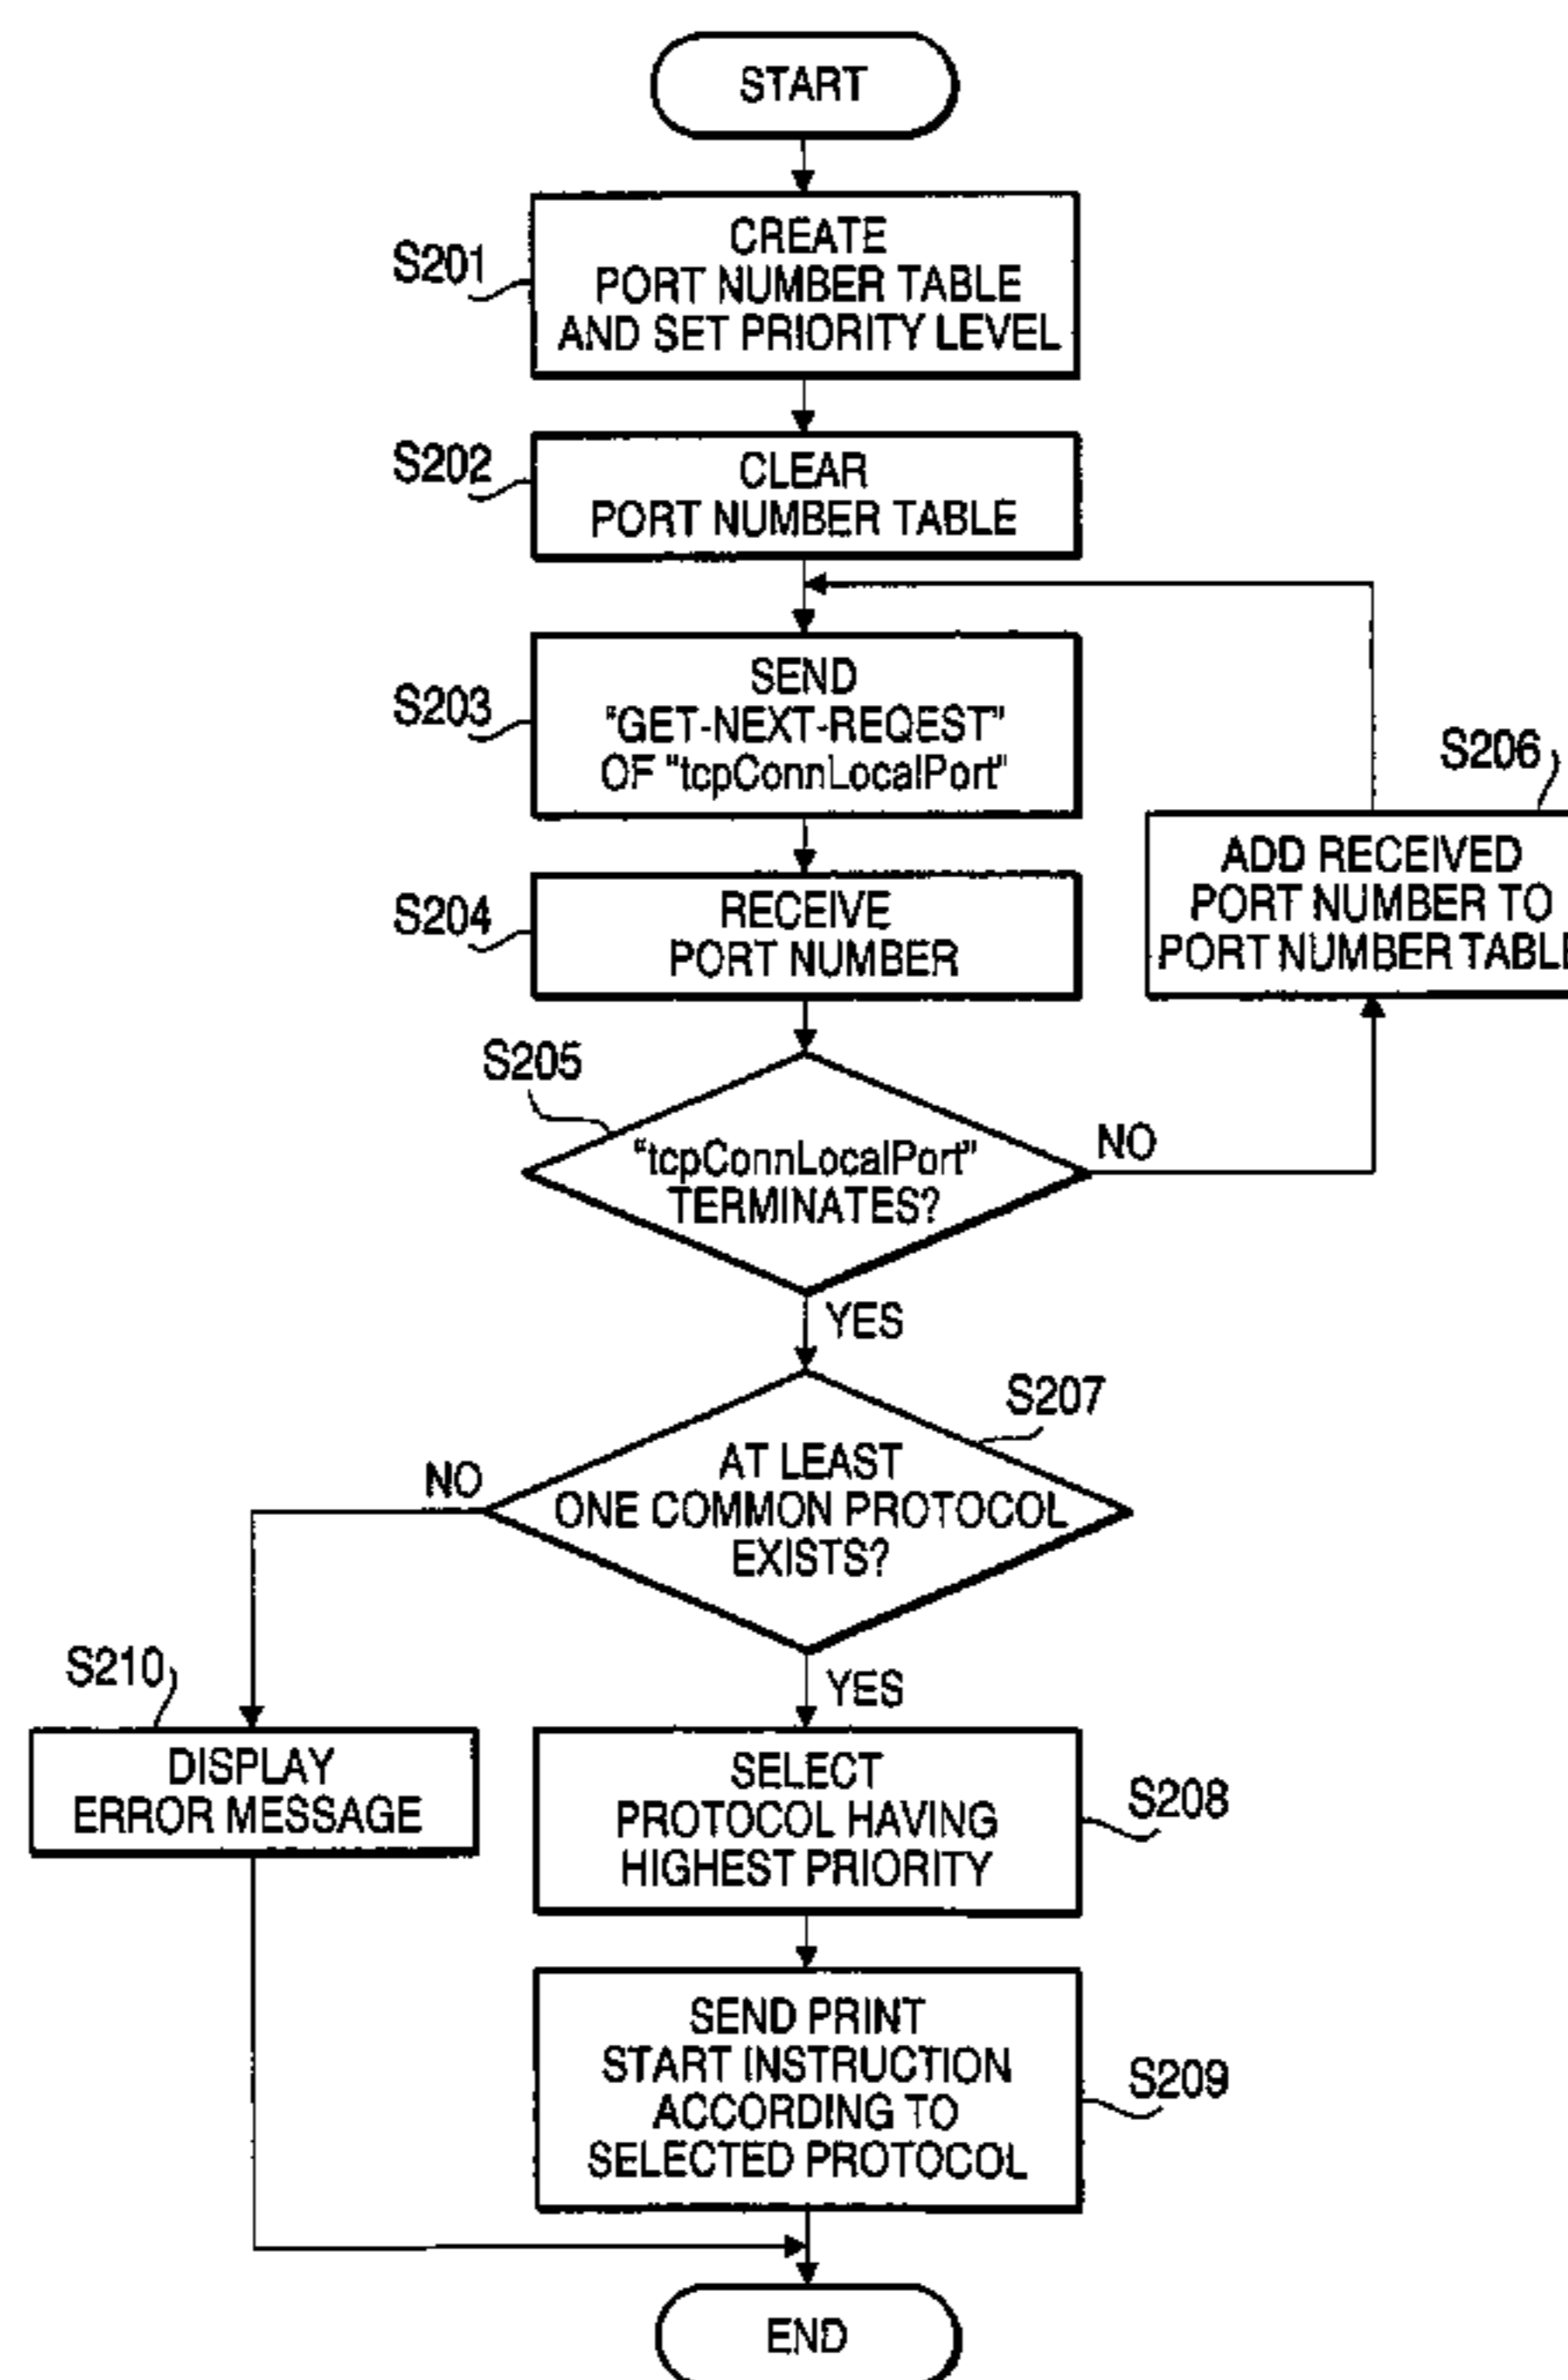 START
S201
CREATE
PORT NUMBER TABLE
AND SET PRIORITY LEVEL
S202
CLEAR
PORT NUMBER TABLE
S203
SEND
"GET-NEXT-REQEST"
OF "tcpConnLocalPort"
S206
ADD RECEIVED
PORT NUMBER TO
PORT NUMBER TABLE
S204
RECEIVE
PORT NUMBER
S205
"tcpConnLocalPort"
TERMINATES?
NO
YES
S207
AT LEAST
ONE COMMON PROTOCOL
EXISTS?
NO
YES
S210
DISPLAY
ERROR MESSAGE
SELECT
PROTOCOL HAVING
HIGHEST PRIORITY
S208
SEND PRINT
START INSTRUCTION
ACCORDING TO
SELECTED PROTOCOL
S209
END